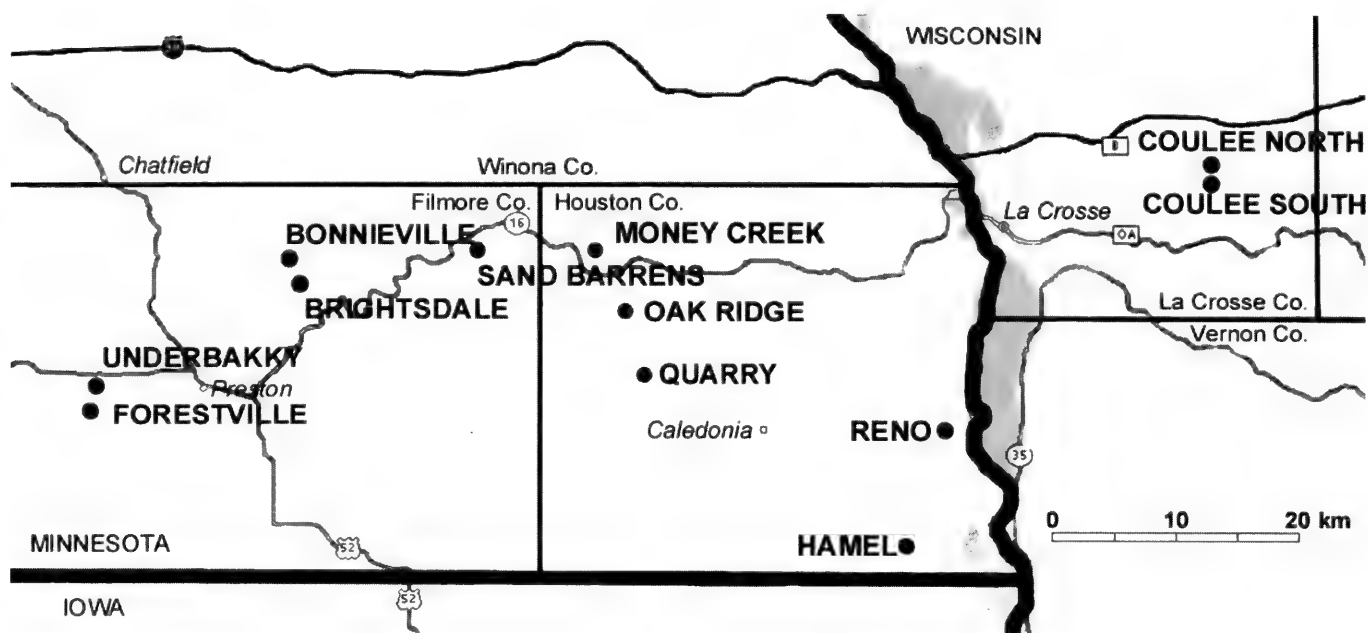 WISCONSIN
COULEE NORTH
Chatfield
Winona Co.
COULEE SOUTH
Filmore Co.
Houston Co.
16
La Crosse
BONNIEVILLE
MONEY CREEK
SAND BARRENS
BRIGHTSDALE
OAK RIDGE
La Crosse Co.
Vernon Co.
UNDERBAKKY
Preston
QUARRY
FORESTVILLE
Caledonia
RENO
35
0 10 20 km
MINNESOTA
52
HAMEL
52
IOWA